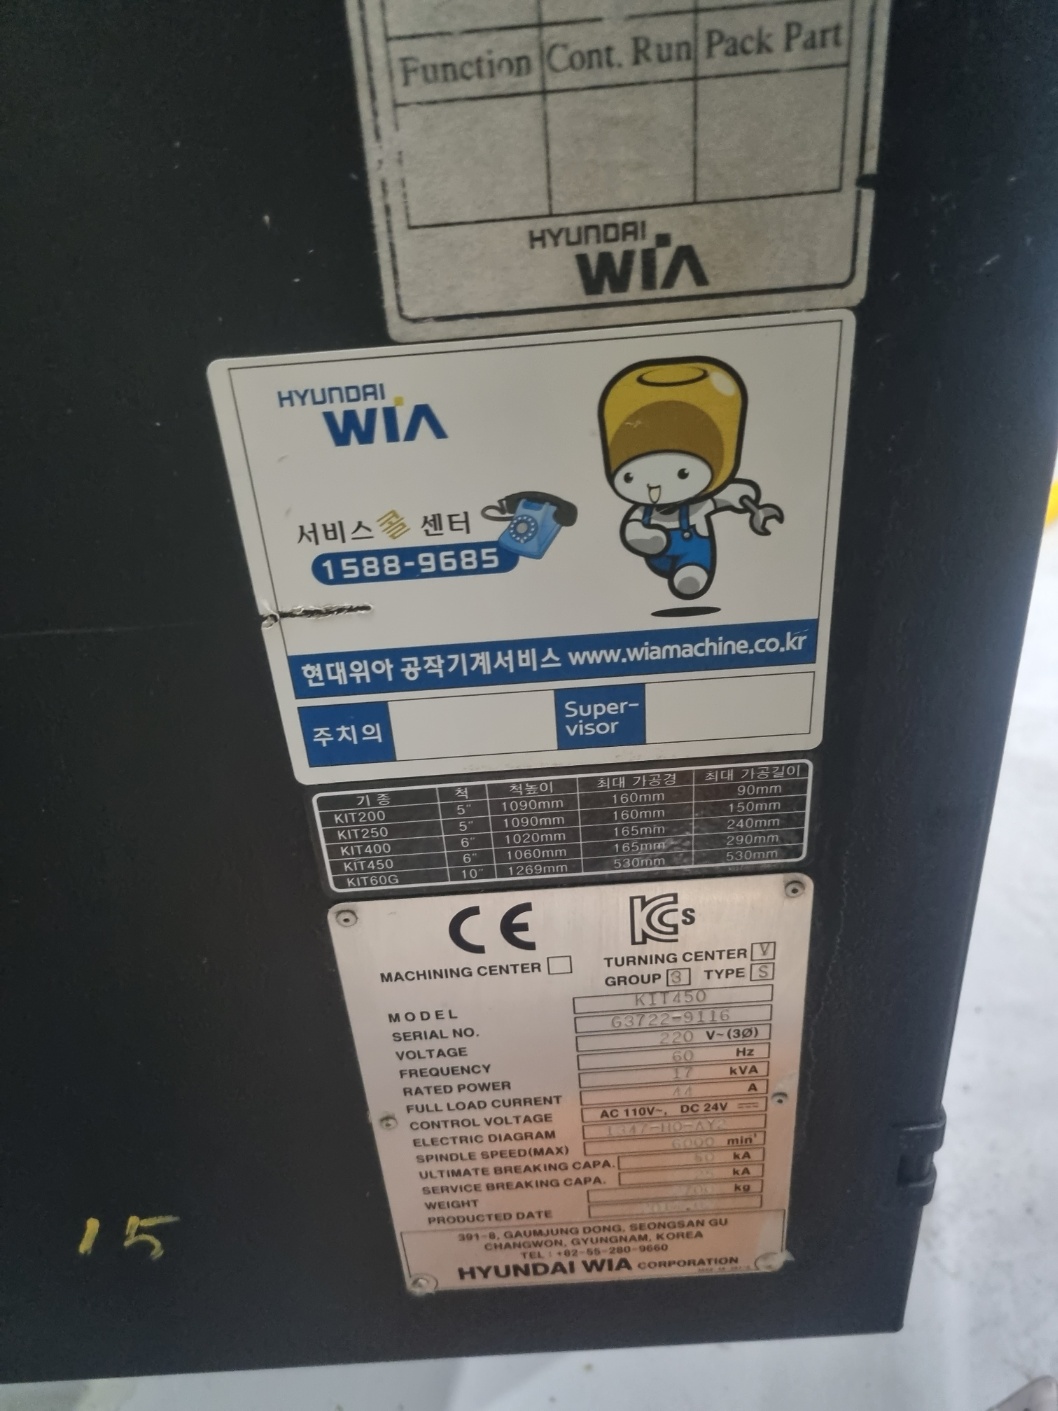 Function Cont. Run Pack Part
HYUNDAI
WIA
HYUNDAI
WIA
서비스 콜 센터
1588-9685
현대위아 공작기계서비스 www.wiamachine.co.kr
주치의 Super-
visor
기 종 척 척높이 최대 가공경 최대 가공길이
KIT200 5" 1090mm 160mm 90mm
KIT250 5" 1090mm 160mm 150mm
KIT400 6" 1020mm 165mm 240mm
KIT450 6" 1060mm 165mm 290mm
KIT60G 10" 1269mm 530mm 530mm
CE KCs
MACHINING CENTER TURNING CENTER V
GROUP 3 TYPE S
MODEL KIT450
SERIAL NO. G3722-9116
VOLTAGE 220 V~(3Ø)
FREQUENCY 60 Hz
RATED POWER 17 kVA
FULL LOAD CURRENT 44 A
CONTROL VOLTAGE AC 110V~, DC 24V
ELECTRIC DIAGRAM
SPINDLE SPEED(MAX) 6000 min-1
ULTIMATE BREAKING CAPA. kA
SERVICE BREAKING CAPA. kA
WEIGHT kg
PRODUCTED DATE
391-8, GAUMJUNG DONG, SEONGSAN GU
CHANGWON, GYUNGNAM, KOREA
TEL : +82-55-280-9660
HYUNDAI WIA CORPORATION
15